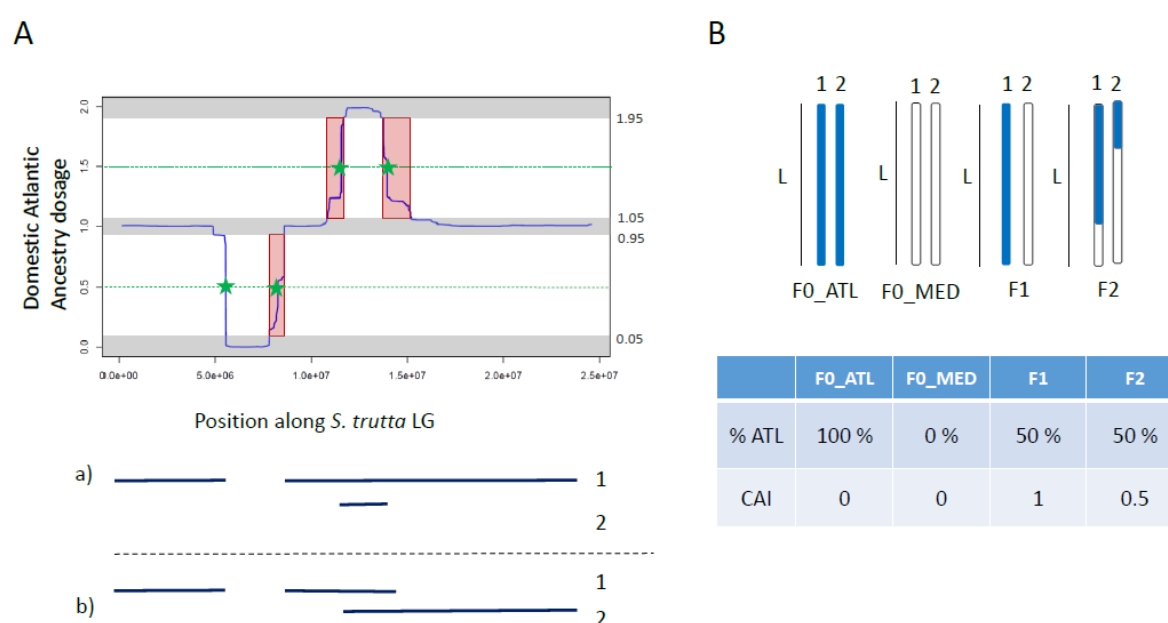 A
B
Domestic Atlantic
Ancestry dosage
2.0
1.5
1.0
0.5
0.0
1.95
1.05
0.95
0.05
0.0e+00 5.0e+06 1.0e+07 1.5e+07 2.0e+07 2.5e+07
Position along S. trutta LG
a) 1
2
1
b) 2
1 2 1 2 1 2 1 2
L L L L
F0_ATL F0_MED F1 F2
F0_ATL F0_MED F1 F2
% ATL 100 % 0 % 50 % 50 %
CAI 0 0 1 0.5